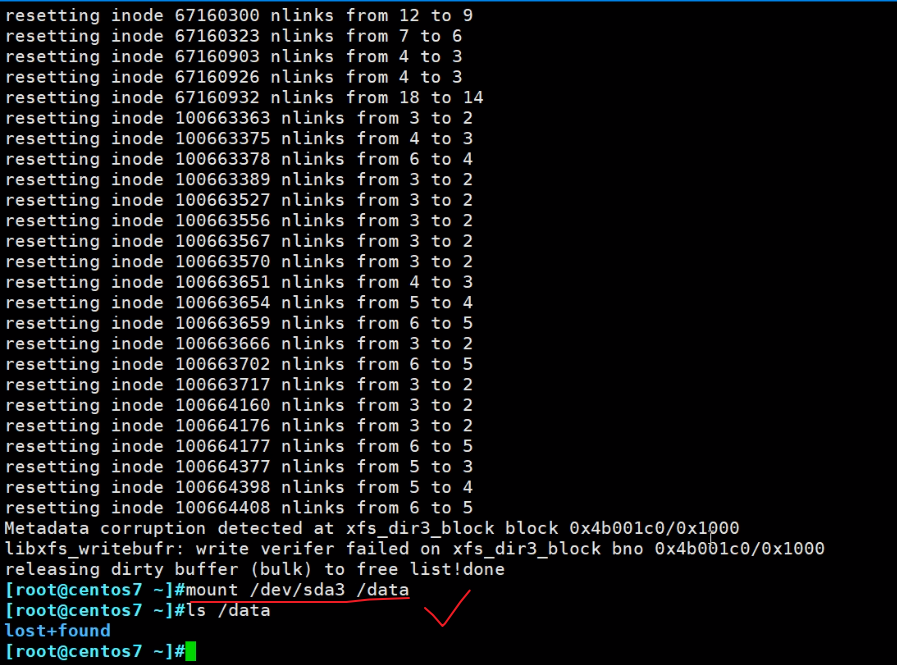 resetting inode 67160300 nlinks from 12 to 9
resetting inode 67160323 nlinks from 7 to 6
resetting inode 67160903 nlinks from 4 to 3
resetting inode 67160926 nlinks from 4 to 3
resetting inode 67160932 nlinks from 18 to 14
resetting inode 100663363 nlinks from 3 to 2
resetting inode 100663375 nlinks from 4 to 3
resetting inode 100663378 nlinks from 6 to 4
resetting inode 100663389 nlinks from 3 to 2
resetting inode 100663527 nlinks from 3 to 2
resetting inode 100663556 nlinks from 3 to 2
resetting inode 100663567 nlinks from 3 to 2
resetting inode 100663570 nlinks from 3 to 2
resetting inode 100663651 nlinks from 4 to 3
resetting inode 100663654 nlinks from 5 to 4
resetting inode 100663659 nlinks from 6 to 5
resetting inode 100663666 nlinks from 3 to 2
resetting inode 100663702 nlinks from 6 to 5
resetting inode 100663717 nlinks from 3 to 2
resetting inode 100664160 nlinks from 3 to 2
resetting inode 100664176 nlinks from 3 to 2
resetting inode 100664177 nlinks from 6 to 5
resetting inode 100664377 nlinks from 5 to 3
resetting inode 100664398 nlinks from 5 to 4
resetting inode 100664408 nlinks from 6 to 5
Metadata corruption detected at xfs_dir3_block block 0x4b001c0/0x1000
libxfs_writebufr: write verifer failed on xfs_dir3_block bno 0x4b001c0/0x1000
releasing dirty buffer (bulk) to free list!done
[root@centos7 ~]#mount /dev/sda3 /data
[root@centos7 ~]#ls /data
lost+found
[root@centos7 ~]#